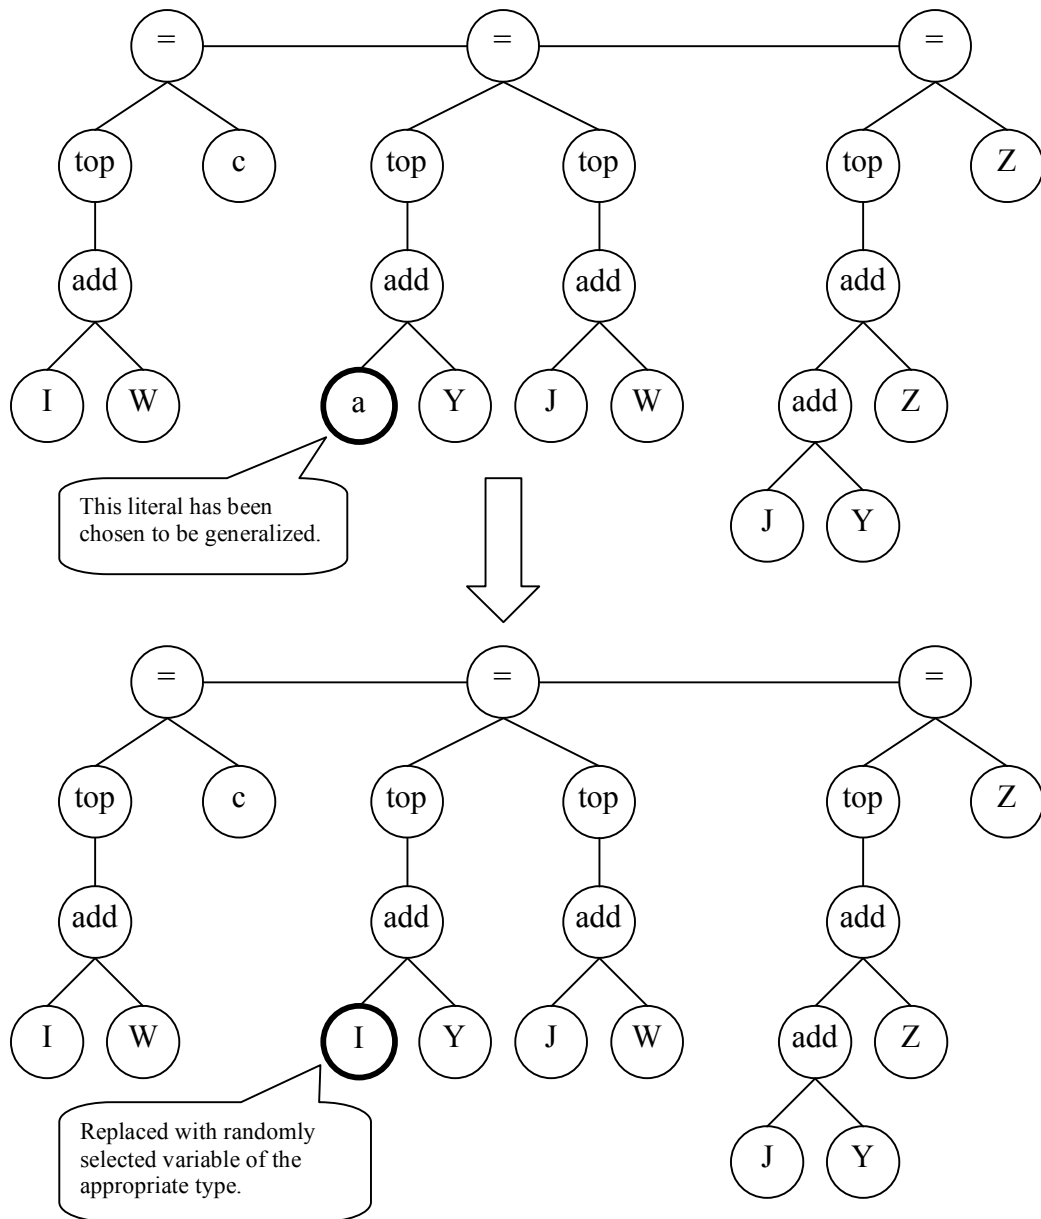 = = =
top c top top top Z
add add add add
I W a Y J W add Z
This literal has been
chosen to be generalized.
J Y
= = =
top c top top top Z
add add add add
I W I Y J W add Z
Replaced with randomly
selected variable of the
appropriate type.
J Y